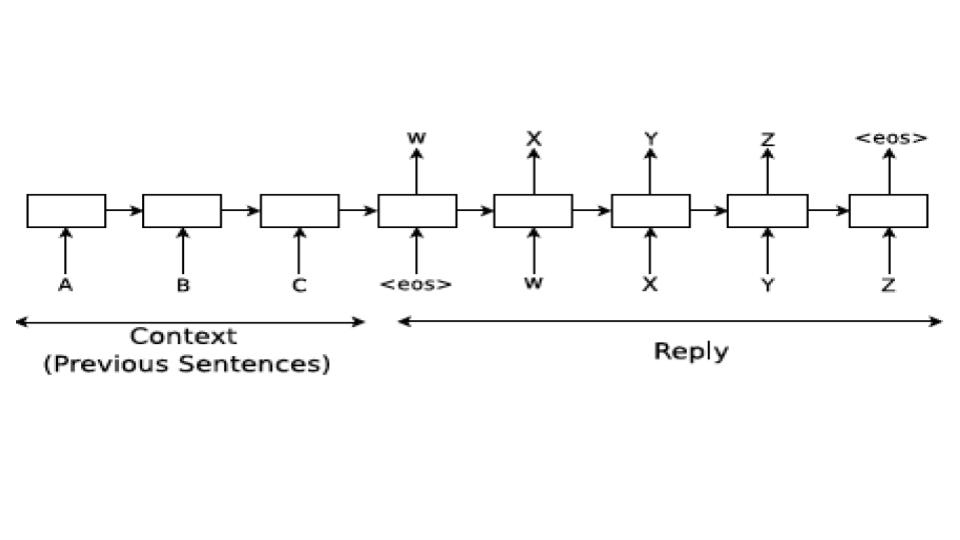 W X Y Z <eos>
A B C <eos> W X Y Z
Context
(Previous Sentences)
Reply